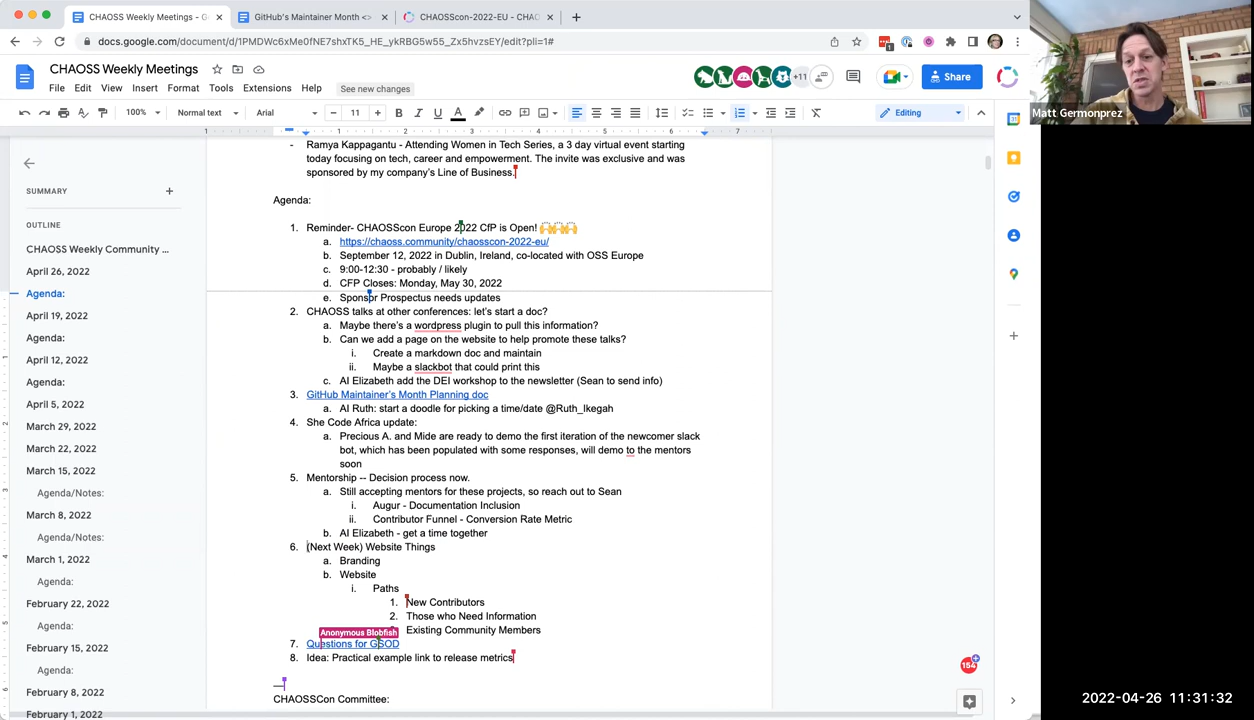 CHAOSS Weekly Meetings - G
GitHub's Maintainer Month <>
CHAOSScon-2022-EU - CHAO
docs.google.com/document/d/1PMDWc6xMe0fNE7shxTK5_HE_ykRBG5w55_Zx5hvzsEY/edit?pli=1#
CHAOSS Weekly Meetings
File Edit View Insert Format Tools Extensions Help
See new changes
+11
Share
100%
Normal text
Arial
11
Editing
Matt Germonprez
1 1 2 3 4 5 6 7
SUMMARY
OUTLINE
CHAOSS Weekly Community ...
April 26, 2022
Agenda:
April 19, 2022
Agenda:
April 12, 2022
Agenda:
April 5, 2022
March 29, 2022
March 22, 2022
March 15, 2022
Agenda/Notes:
March 8, 2022
Agenda/Notes:
March 1, 2022
Agenda:
February 22, 2022
Agenda:
February 15, 2022
Agenda:
February 8, 2022
February 1, 2022
- Ramya Kappagantu - Attending Women in Tech Series, a 3 day virtual event starting
today focusing on tech, career and empowerment. The invite was exclusive and was
sponsored by my company's Line of Business.
Agenda:
1. Reminder- CHAOSScon Europe 2022 CfP is Open! 🙌🙌🙌
a. https://chaoss.community/chaosscon-2022-eu/
b. September 12, 2022 in Dublin, Ireland, co-located with OSS Europe
c. 9:00-12:30 - probably / likely
d. CFP Closes: Monday, May 30, 2022
e. Sponsor Prospectus needs updates
2. CHAOSS talks at other conferences: let's start a doc?
a. Maybe there's a wordpress plugin to pull this information?
b. Can we add a page on the website to help promote these talks?
i. Create a markdown doc and maintain
ii. Maybe a slackbot that could print this
c. AI Elizabeth add the DEI workshop to the newsletter (Sean to send info)
3. GitHub Maintainer's Month Planning doc
a. AI Ruth: start a doodle for picking a time/date @Ruth_Ikegah
4. She Code Africa update:
a. Precious A. and Mide are ready to demo the first iteration of the newcomer slack
bot, which has been populated with some responses, will demo to the mentors
soon
5. Mentorship -- Decision process now.
a. Still accepting mentors for these projects, so reach out to Sean
i. Augur - Documentation Inclusion
ii. Contributor Funnel - Conversion Rate Metric
b. AI Elizabeth - get a time together
6. (Next Week) Website Things
a. Branding
b. Website
i. Paths
1. New Contributors
2. Those who Need Information
Existing Community Members
Anonymous Blobfish
7. Questions for GSOD
8. Idea: Practical example link to release metrics
—
CHAOSSCon Committee:
154
2022-04-26 11:31:32